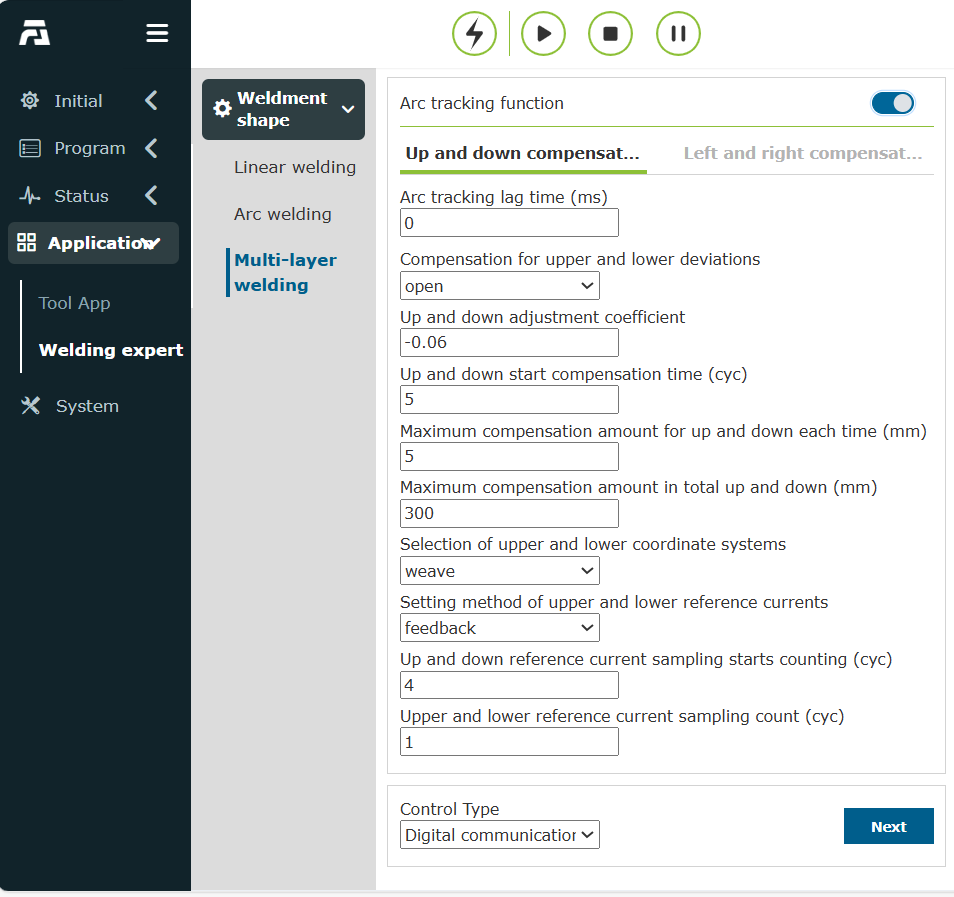 Initial
Program
Status
Application
Tool App
Welding expert
System
Weldment
shape
Linear welding
Arc welding
Multi-layer
welding
Arc tracking function
Up and down compensat...
Left and right compensat...
Arc tracking lag time (ms)
0
Compensation for upper and lower deviations
open
Up and down adjustment coefficient
-0.06
Up and down start compensation time (cyc)
5
Maximum compensation amount for up and down each time (mm)
5
Maximum compensation amount in total up and down (mm)
300
Selection of upper and lower coordinate systems
weave
Setting method of upper and lower reference currents
feedback
Up and down reference current sampling starts counting (cyc)
4
Upper and lower reference current sampling count (cyc)
1
Control Type
Digital communication
Next